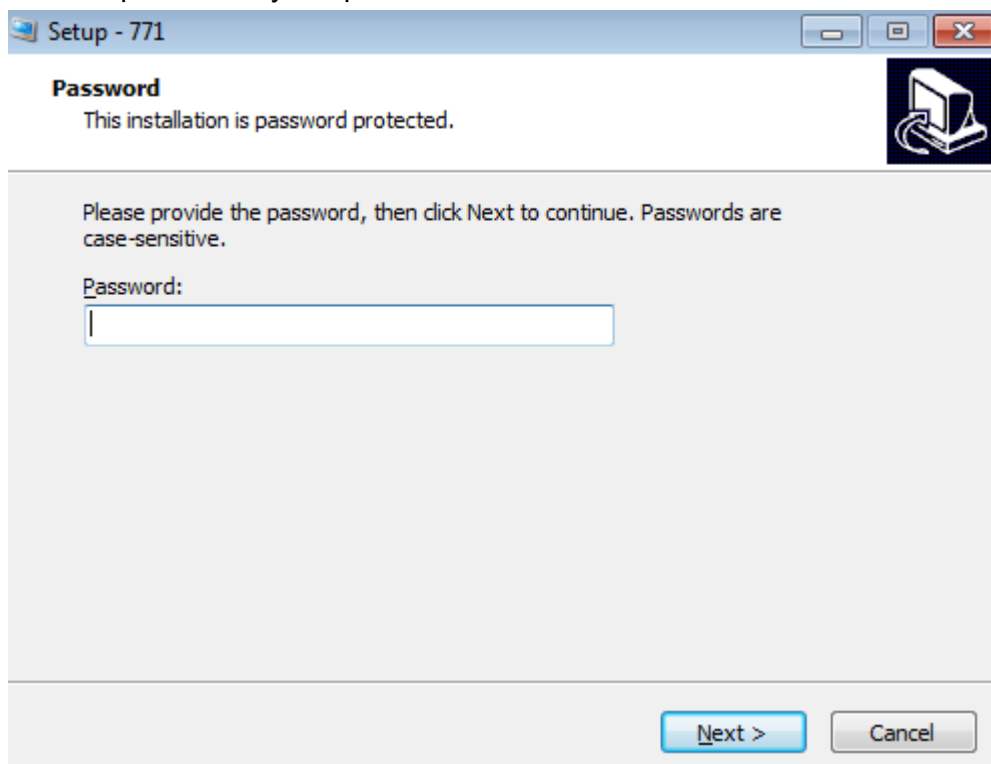 Setup - 771
Password
This installation is password protected.
Please provide the password, then click Next to continue. Passwords are
case-sensitive.
Password:
Next >
Cancel